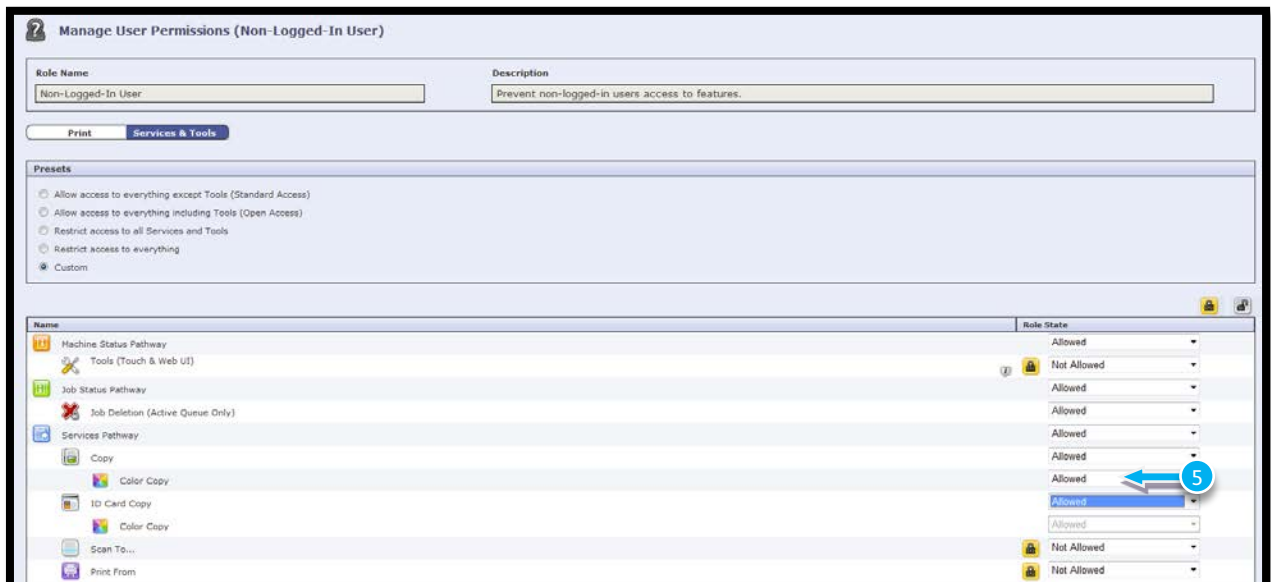 Manage User Permissions (Non-Logged-In User)
Role Name
Description
Non-Logged-In User
Prevent non-logged-in users access to features.
Print
Services & Tools
Presets
Allow access to everything except Tools (Standard Access)
Allow access to everything including Tools (Open Access)
Restrict access to all Services and Tools
Restrict access to everything
Custom
Name
Role State
Machine Status Pathway
Allowed
Tools (Touch & Web UI)
Not Allowed
Job Status Pathway
Allowed
Job Deletion (Active Queue Only)
Allowed
Services Pathway
Allowed
Copy
Allowed
Color Copy
Allowed
5
ID Card Copy
Allowed
Color Copy
Allowed
Scan To...
Not Allowed
Print From
Not Allowed